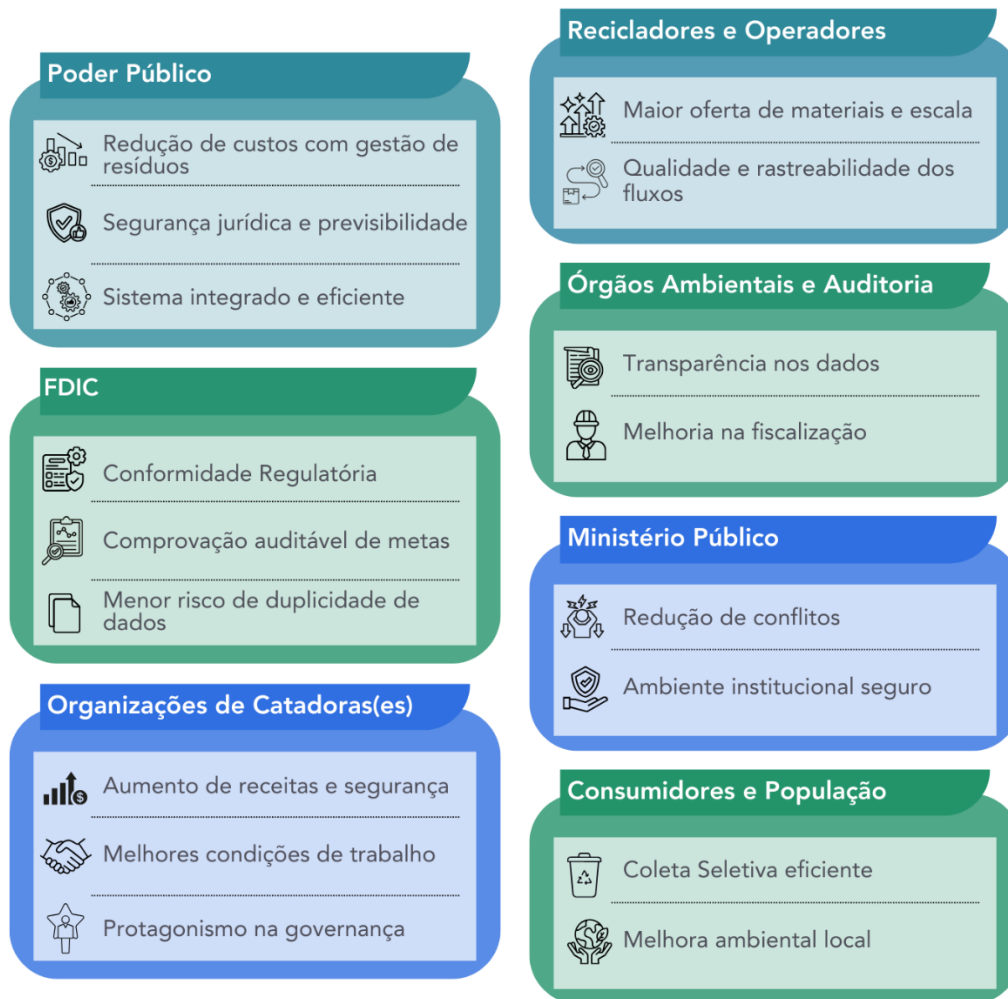 Poder Público
Redução de custos com gestão de
resíduos
Segurança jurídica e previsibilidade
Sistema integrado e eficiente
FDIC
Conformidade Regulatória
Comprovação auditável de metas
Menor risco de duplicidade de
dados
Organizações de Catadoras(es)
Aumento de receitas e segurança
Melhores condições de trabalho
Protagonismo na governança
Recicladores e Operadores
Maior oferta de materiais e escala
Qualidade e rastreabilidade dos
fluxos
Órgãos Ambientais e Auditoria
Transparência nos dados
Melhoria na fiscalização
Ministério Público
Redução de conflitos
Ambiente institucional seguro
Consumidores e População
Coleta Seletiva eficiente
Melhora ambiental local